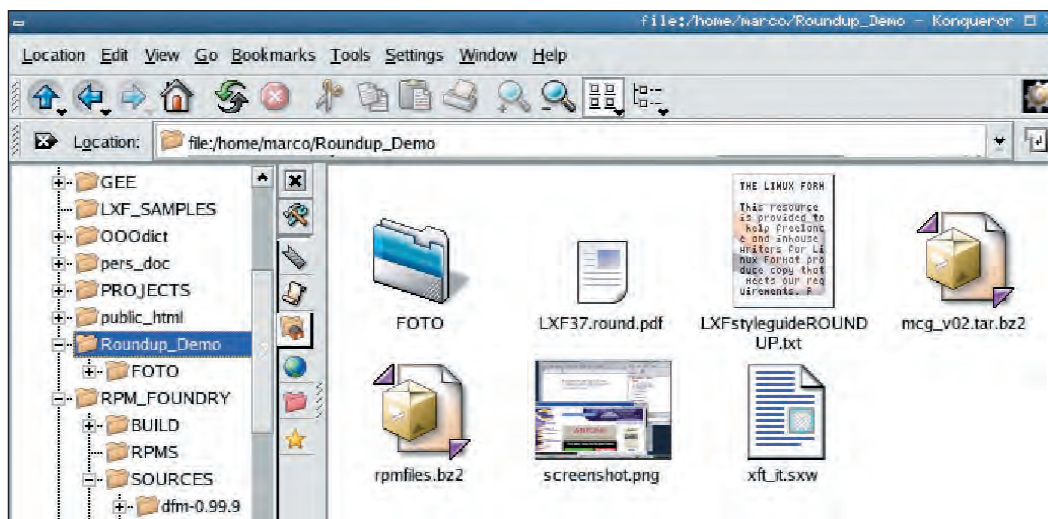 file:/home/marco/Roundup_Demo - Konqueror
Location Edit View Go Bookmarks Tools Settings Window Help
Location: file:/home/marco/Roundup_Demo
GEE
LXF_SAMPLES
OOOdict
pers_doc
PROJECTS
public_html
Roundup_Demo
FOTO
RPM_FOUNDRY
BUILD
RPMS
SOURCES
dfm-0.99.9
THE LINUX FORM
This resource
is provided to
help freelanc
e and inhouse
writers for Li
nux Format pro
duce copy that
meets our req
uirements. P
FOTO
LXF37.round.pdf
LXFstyleguideROUND
UP.txt
mcg_v02.tar.bz2
rpmfiles.bz2
screenshot.png
xft_it.sxw